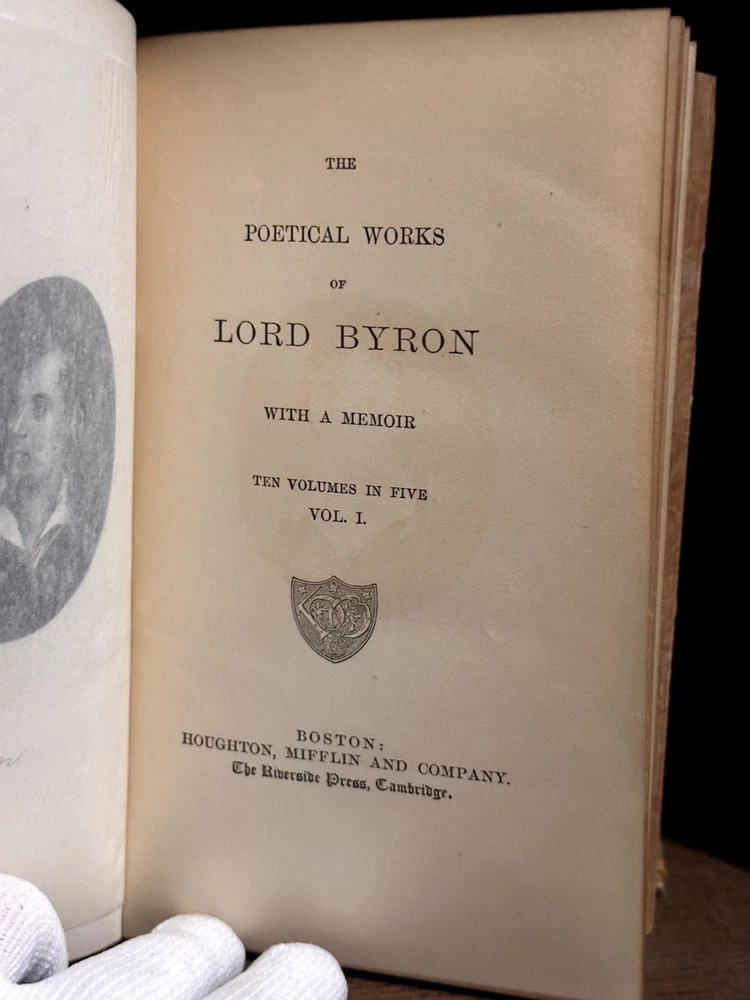 THE
POETICAL WORKS
OF
LORD BYRON
WITH A MEMOIR
TEN VOLUMES IN FIVE
VOL. I.
BOSTON:
HOUGHTON, MIFFLIN AND COMPANY.
The Riverside Press, Cambridge.